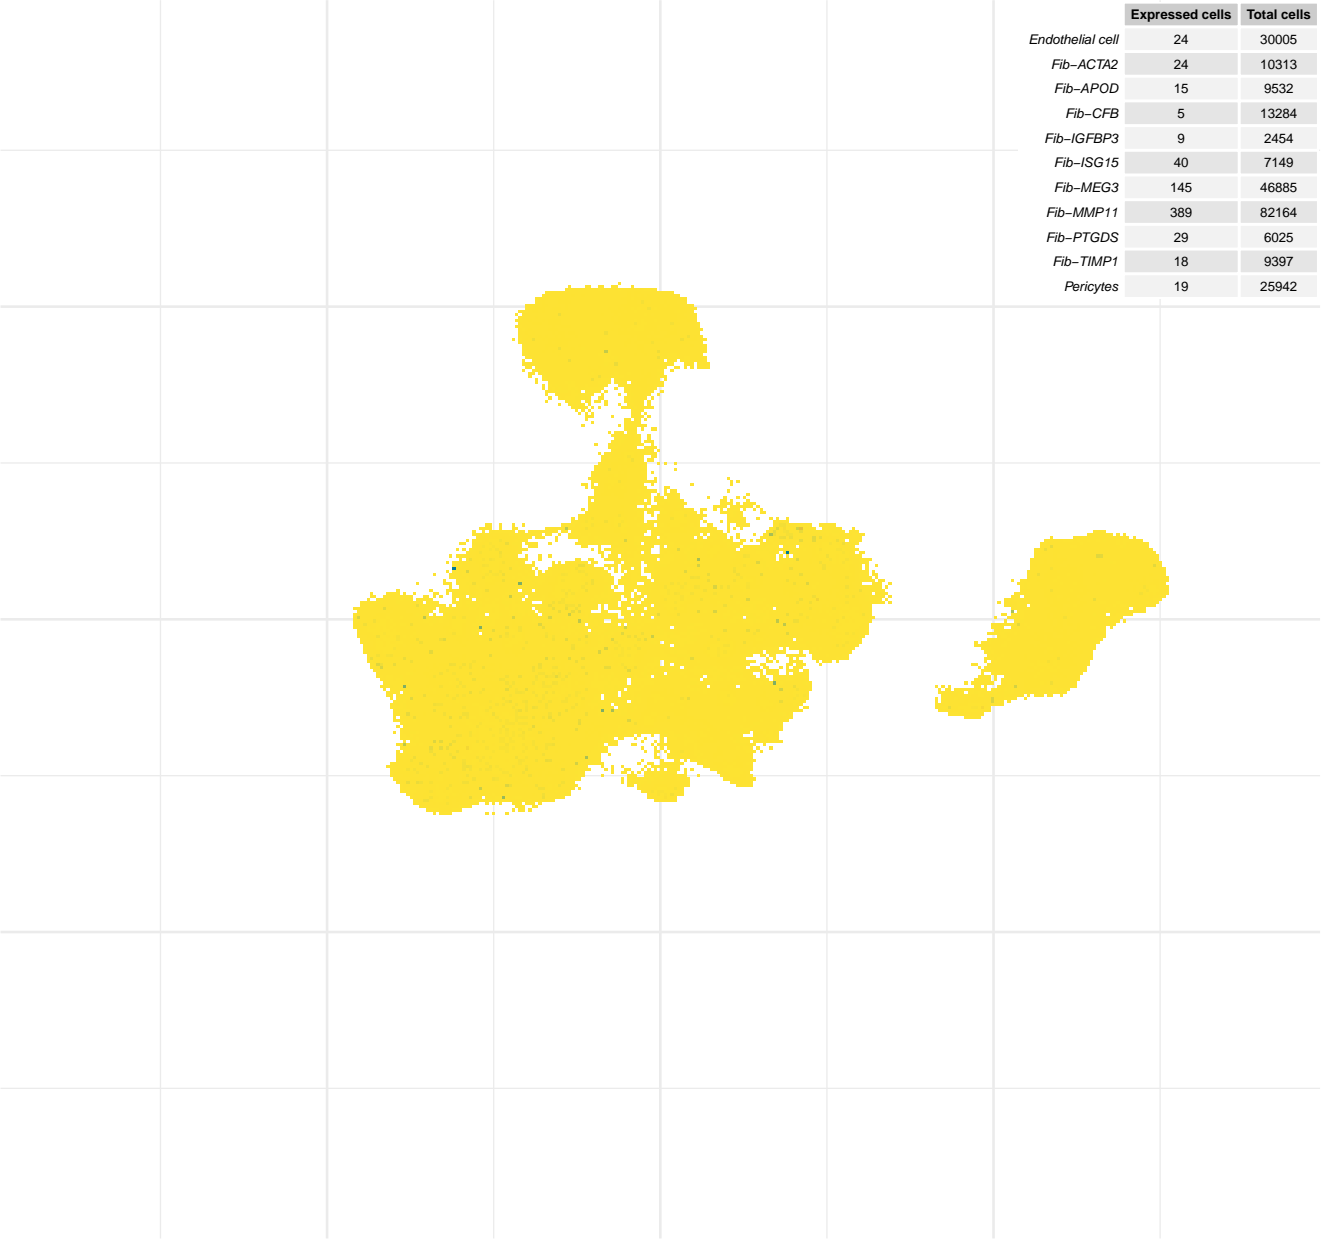 Expressed cells Total cells
Endothelial cell 24 30005
Fib−ACTA2 24 10313
Fib−APOD 15 9532
Fib−CFB 5 13284
Fib−IGFBP3 9 2454
Fib−ISG15 40 7149
Fib−MEG3 145 46885
Fib−MMP11 389 82164
Fib−PTGDS 29 6025
Fib−TIMP1 18 9397
Pericytes 19 25942